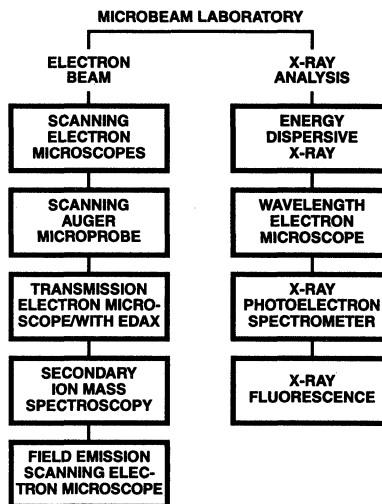 MICROBEAM LABORATORY
ELECTRON
BEAM
SCANNING
ELECTRON
MICROSCOPES
SCANNING
AUGER
MICROPROBE
TRANSMISSION
ELECTRON MICRO-
SCOPE/WITH EDAX
SECONDARY
ION MASS
SPECTROSCOPY
FIELD EMISSION
SCANNING ELEC-
TRON MICROSCOPE
X-RAY
ANALYSIS
ENERGY
DISPERSIVE
X-RAY
WAVELENGTH
ELECTRON
MICROSCOPE
X-RAY
PHOTOELECTRON
SPECTROMETER
X-RAY
FLUORESCENCE